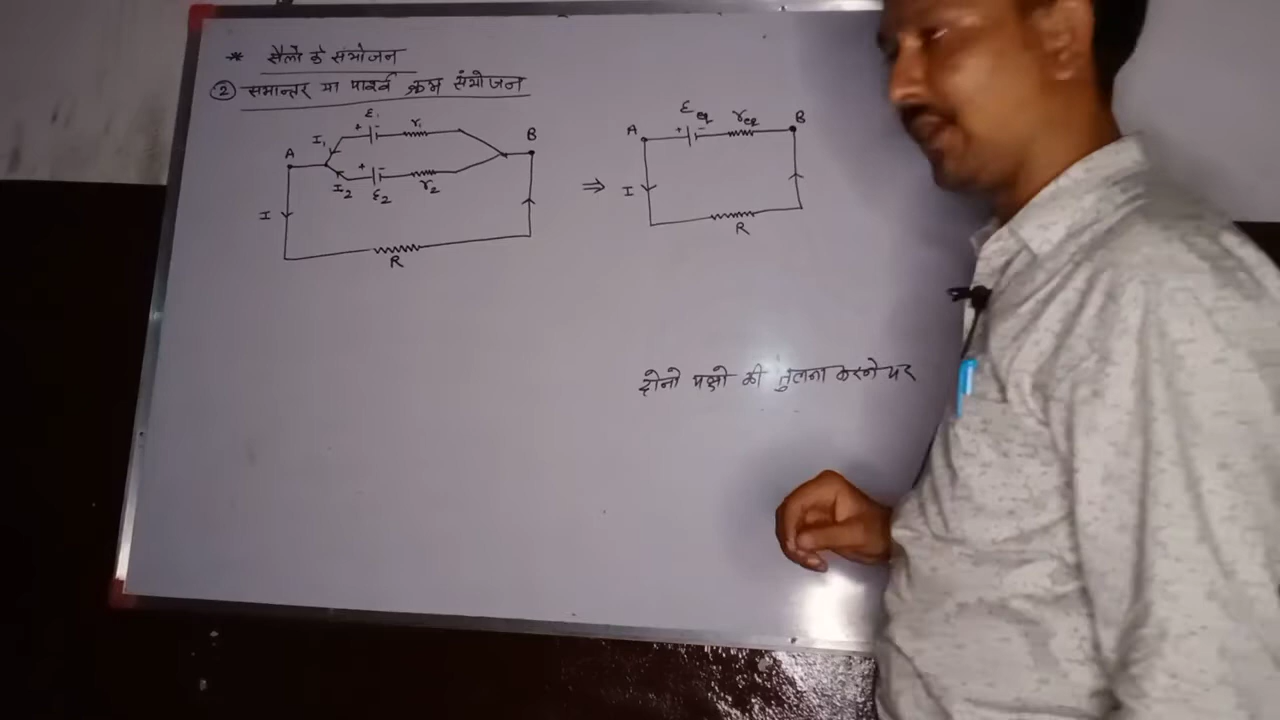 * सैलों के संयोजन
② समान्तर या पार्श्व क्रम संयोजन
ε₁
+ - r₁
I₁
A B
+ -
I₂ ε₂ r₂
I
R
⇒
εeq req
A + - B
I
R
दोनो पक्षो की तुलना करने पर